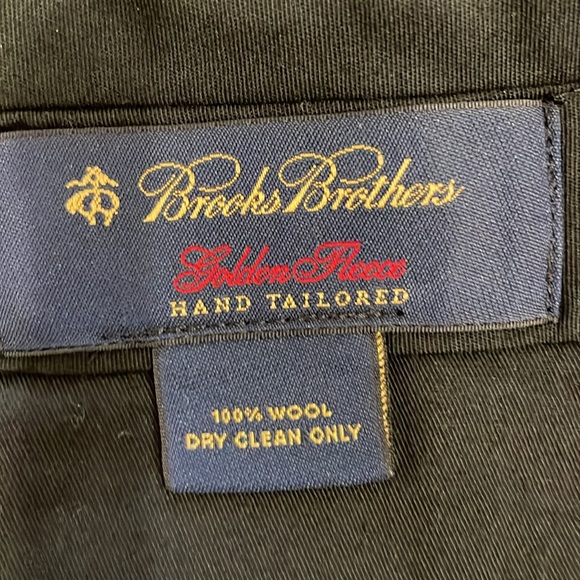 Brooks Brothers
Golden Fleece
HAND TAILORED
100% WOOL
DRY CLEAN ONLY